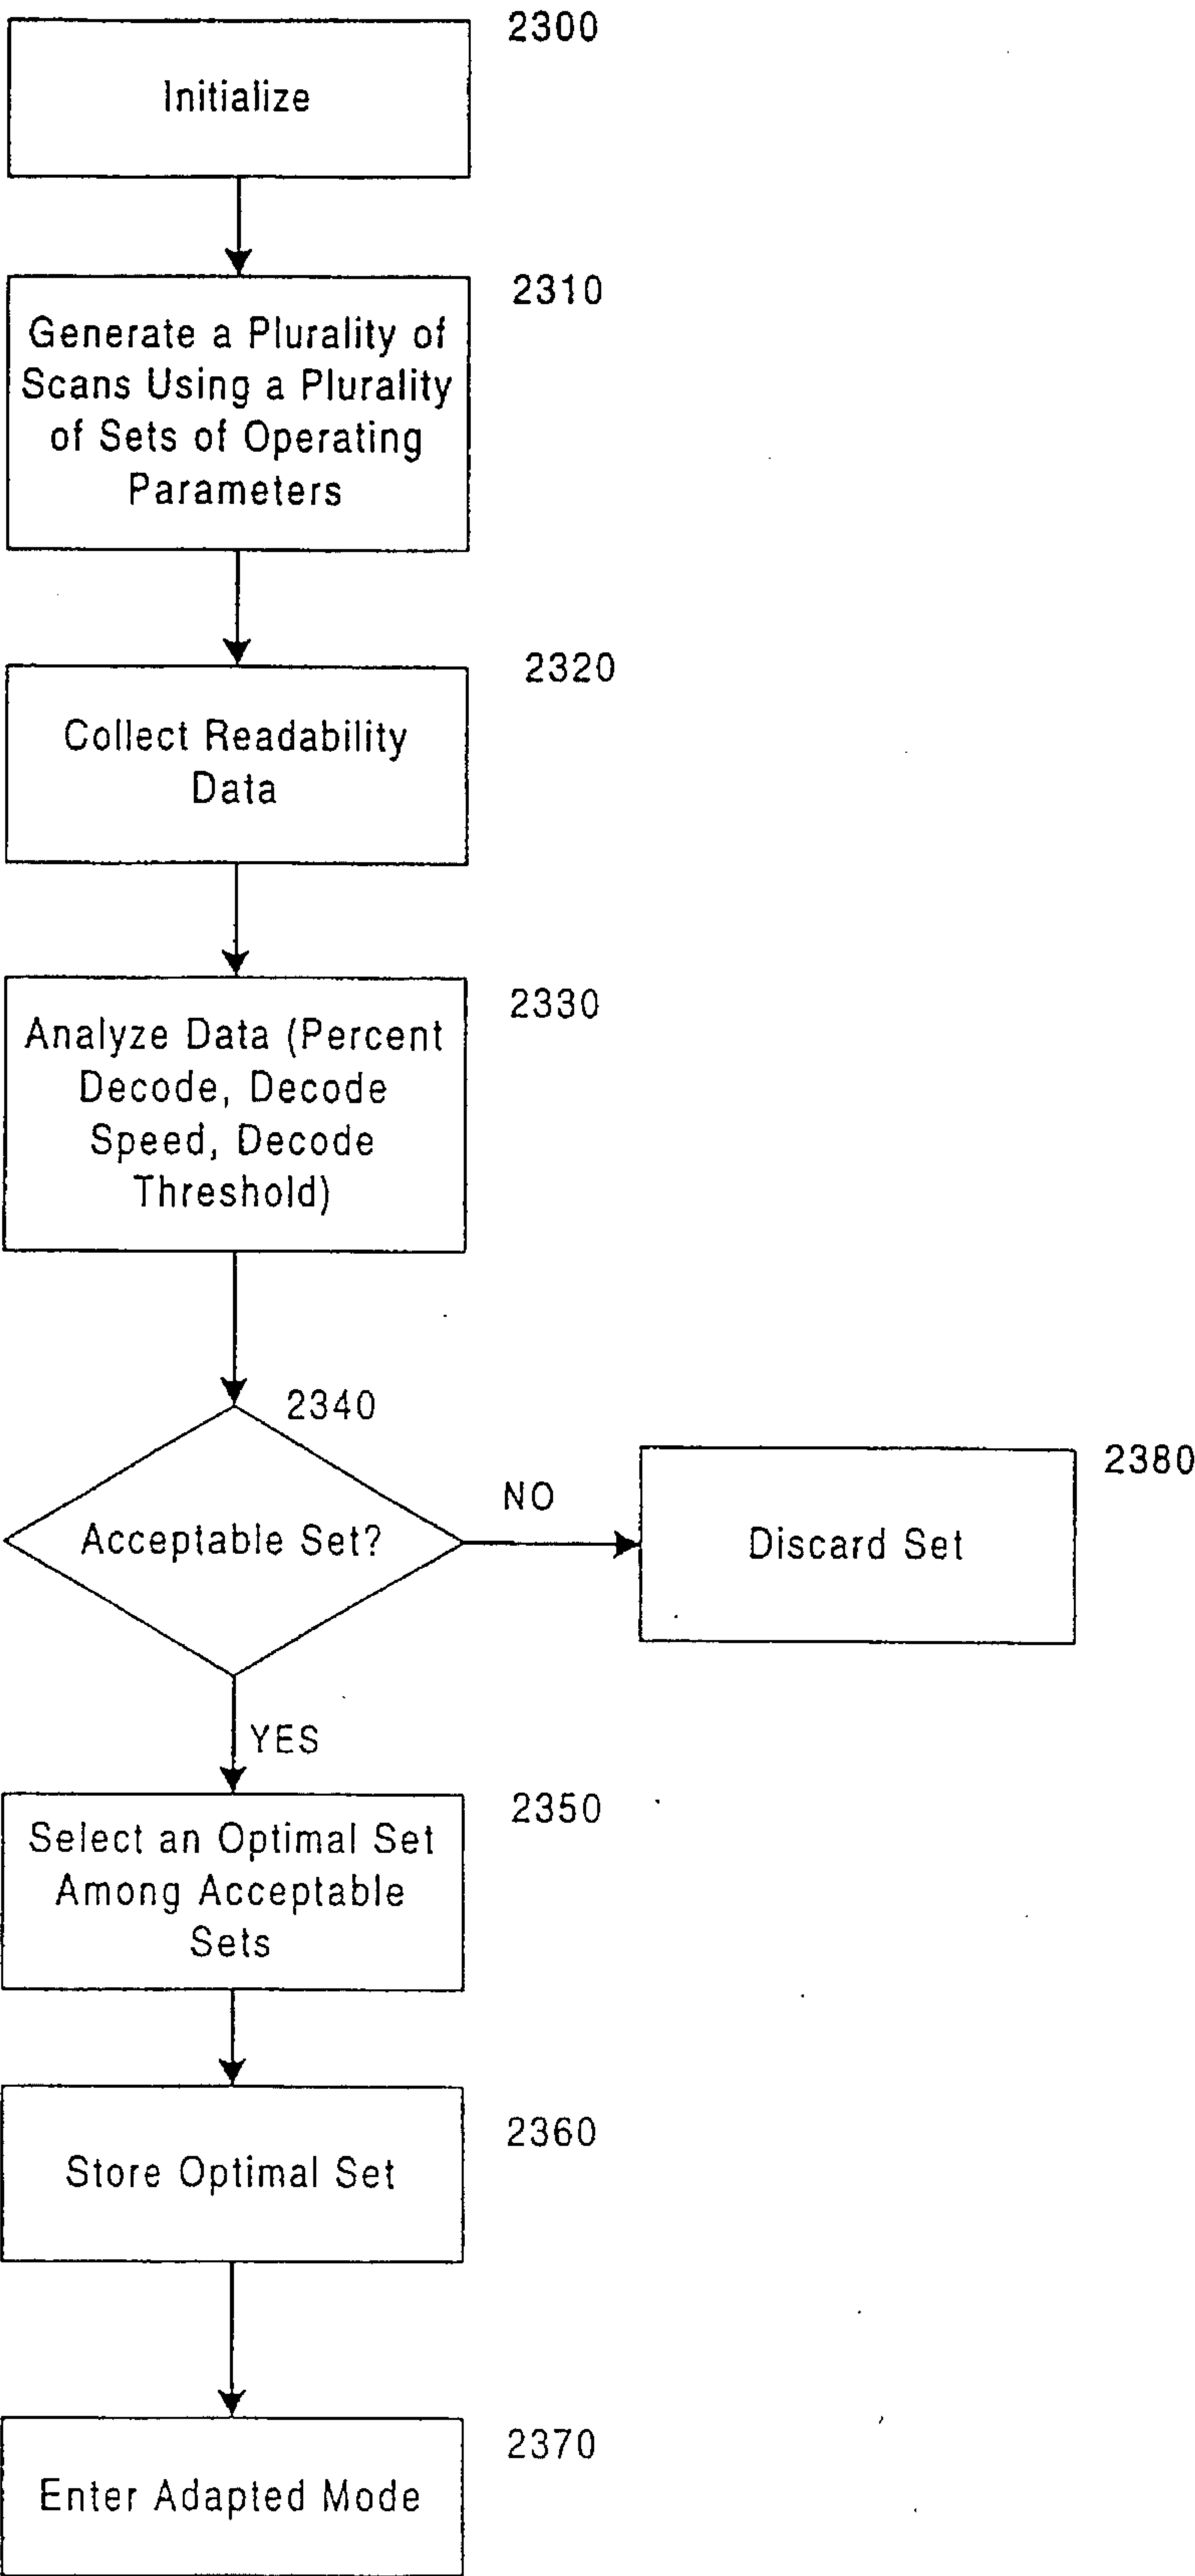 2300
Initialize
2310
Generate a Plurality of
Scans Using a Plurality
of Sets of Operating
Parameters
2320
Collect Readability
Data
2330
Analyze Data (Percent
Decode, Decode
Speed, Decode
Threshold)
2340
Acceptable Set?
NO
2380
Discard Set
YES
2350
Select an Optimal Set
Among Acceptable
Sets
2360
Store Optimal Set
2370
Enter Adapted Mode